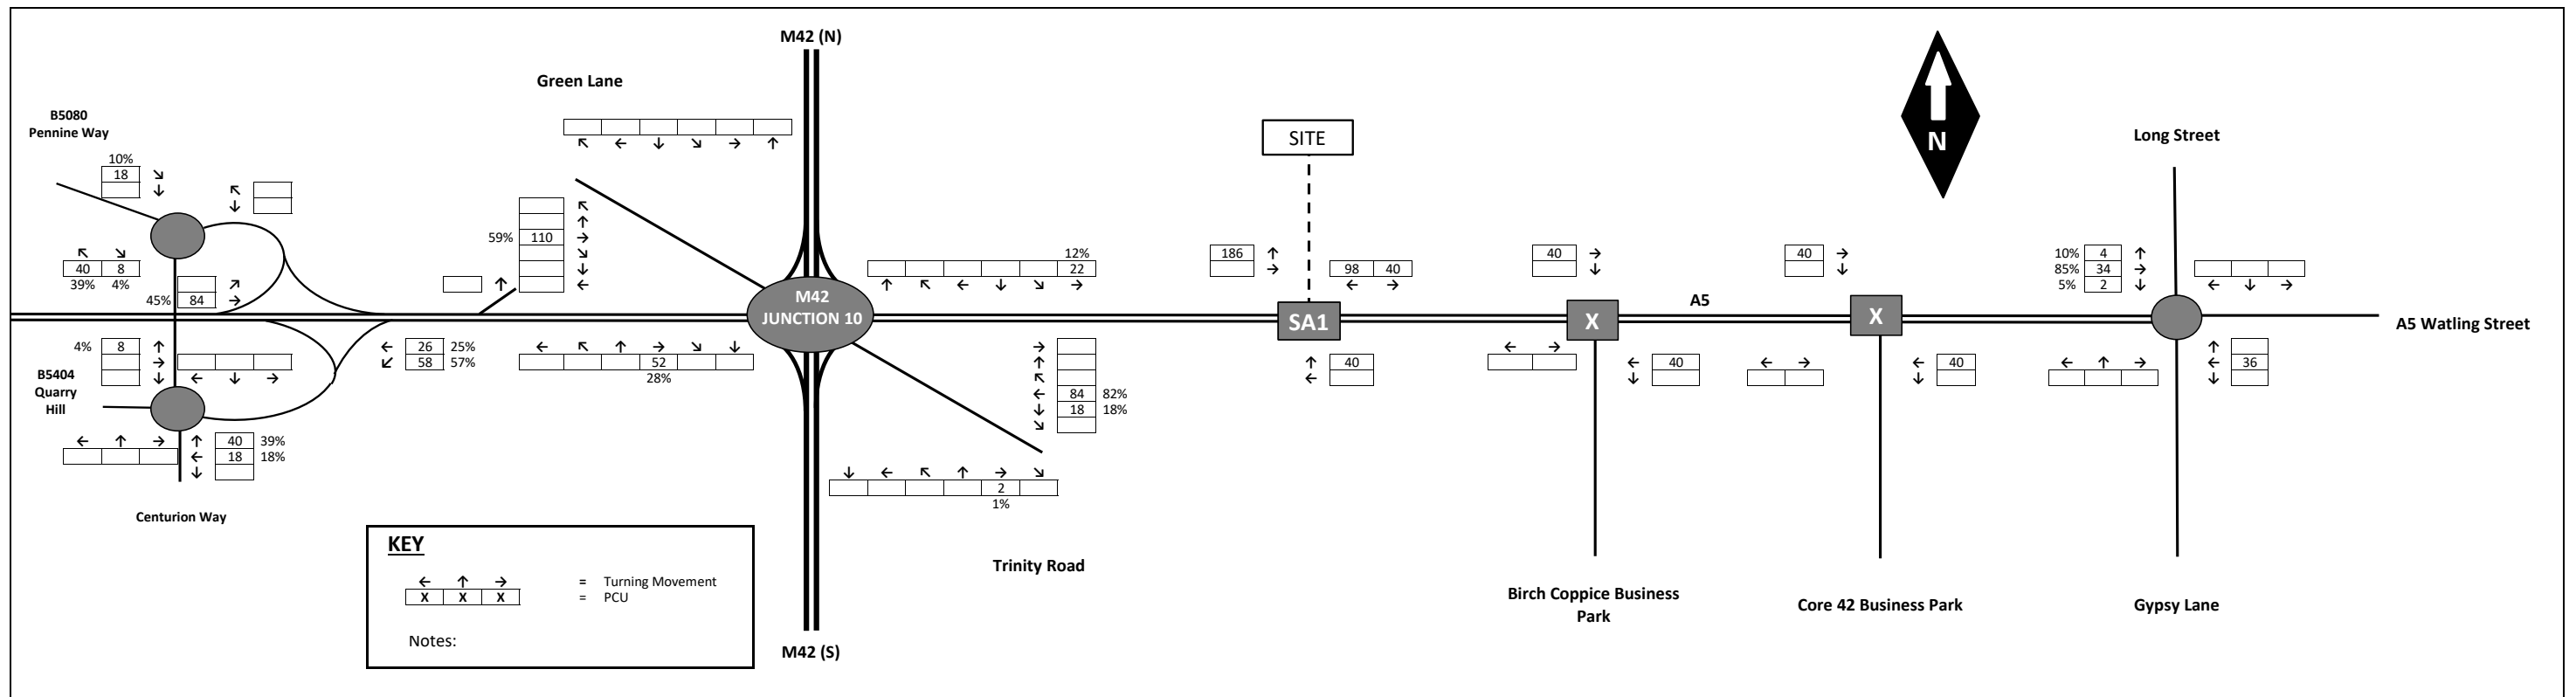 M42 (N)
Green Lane
B5080
Pennine Way
Long Street
SITE
N
10%
18
↘
↓
↖
↓
↖ ← ↓ ↘ → ↑
↖
↑
59% 110 →
↘
↓
←
↑
↖ ↘
40 8
39% 4%
↗
45% 84 →
12%
22
↑ ↖ ← ↓ ↘ →
186 ↑
→
98 40
← →
40 →
↓
40 →
↓
10% 4 ↑
85% 34 →
5% 2 ↓
← ↓ →
M42
JUNCTION 10
SA1
X
A5
X
A5 Watling Street
4% 8 ↑
→
↓
← ↓ →
← 26 25%
↙ 58 57%
← ↖ ↑ → ↘ ↓
52
28%
→
↑
↖
← 84 82%
↓ 18 18%
↘
↑ 40
←
← →
← 40
↓
← →
← 40
↓
← ↑ →
↑
← 36
↓
B5404
Quarry
Hill
← ↑ →
↑ 40 39%
← 18 18%
↓
↓ ← ↖ ↑ → ↘
2
1%
Centurion Way
KEY
← ↑ → = Turning Movement
X X X = PCU
Notes:
Trinity Road
Birch Coppice Business
Park
Core 42 Business Park
Gypsy Lane
M42 (S)